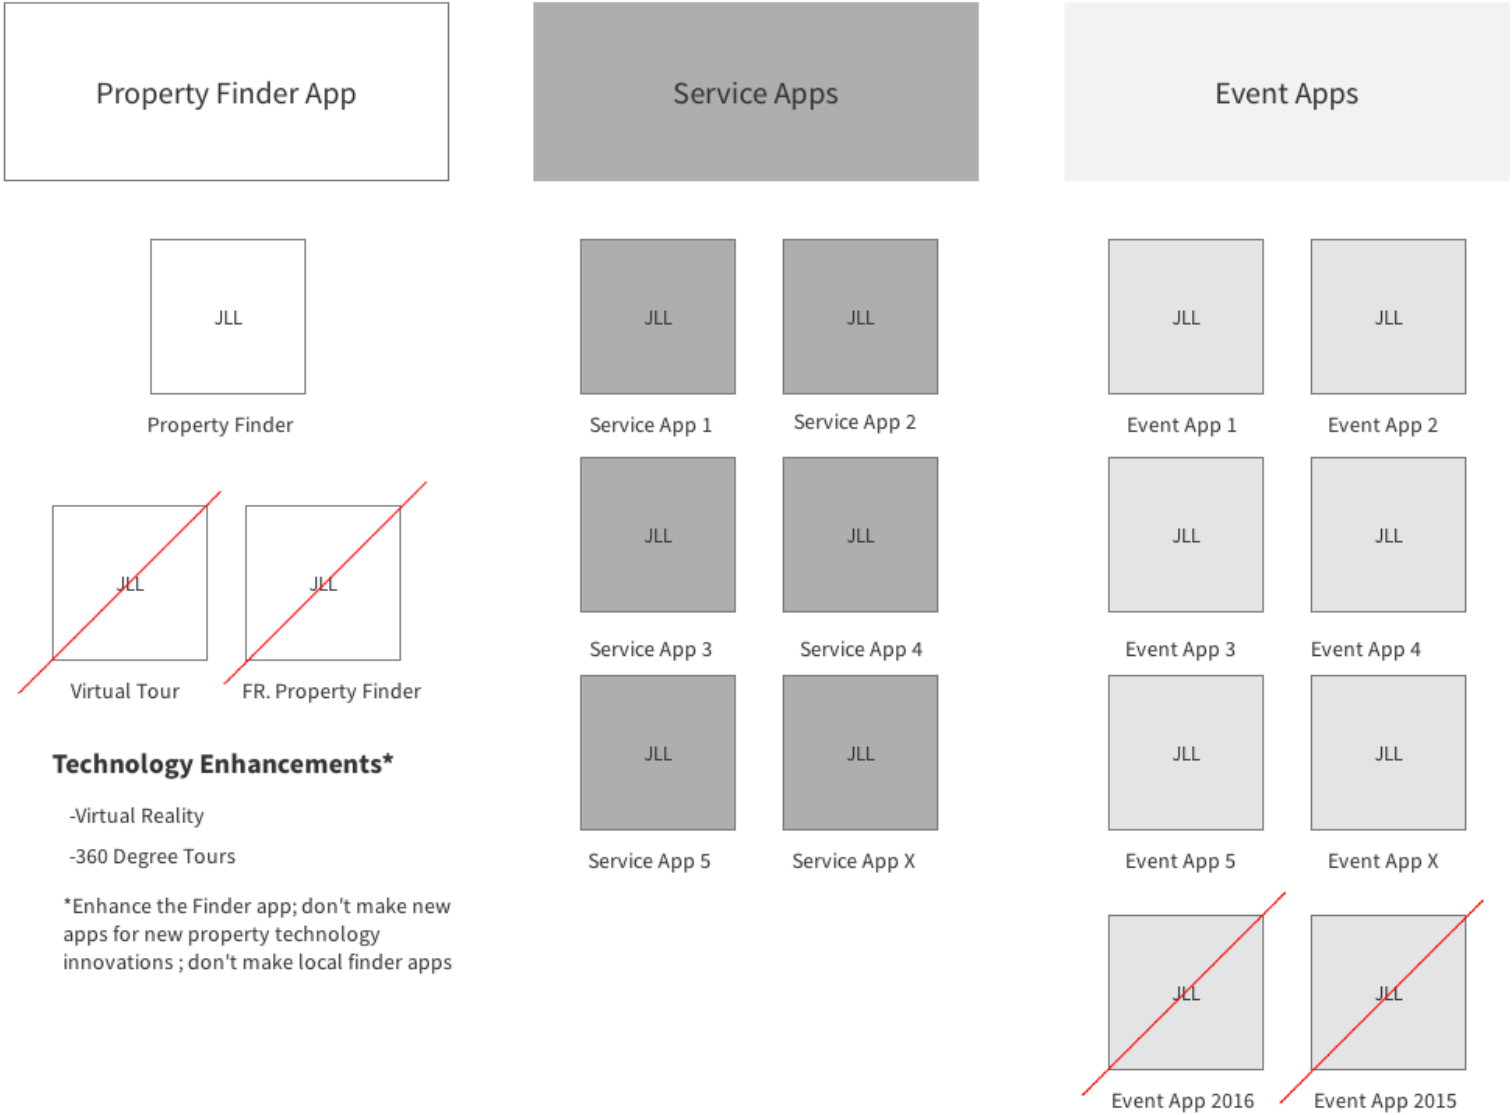 Property Finder App
Service Apps
Event Apps
JLL
JLL
JLL
JLL
JLL
Property Finder
Service App 1
Service App 2
Event App 1
Event App 2
JLL
JLL
JLL
JLL
JLL
JLL
Virtual Tour
FR. Property Finder
Service App 3
Service App 4
Event App 3
Event App 4
Technology Enhancements*
-Virtual Reality
-360 Degree Tours
*Enhance the Finder app; don't make new
apps for new property technology
innovations ; don't make local finder apps
JLL
JLL
JLL
JLL
Service App 5
Service App X
Event App 5
Event App X
JLL
JLL
Event App 2016
Event App 2015